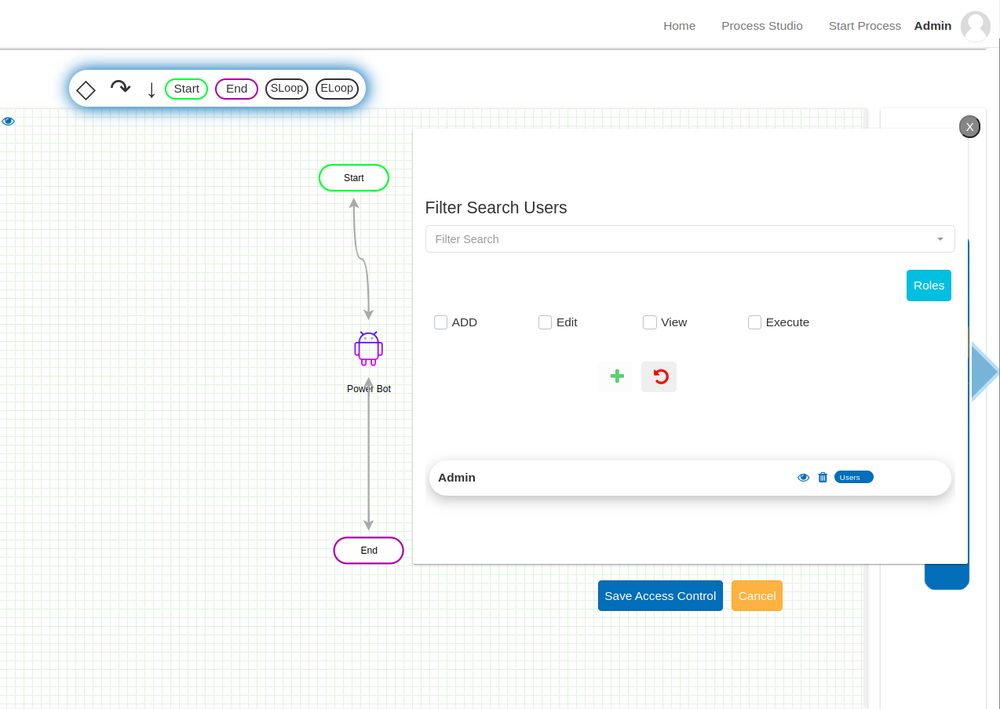 Home Process Studio Start Process Admin
Start End SLoop ELoop
X
Start
Filter Search Users
Filter Search
Roles
ADD Edit View Execute
Power Bot
Admin Users
End
Save Access Control Cancel